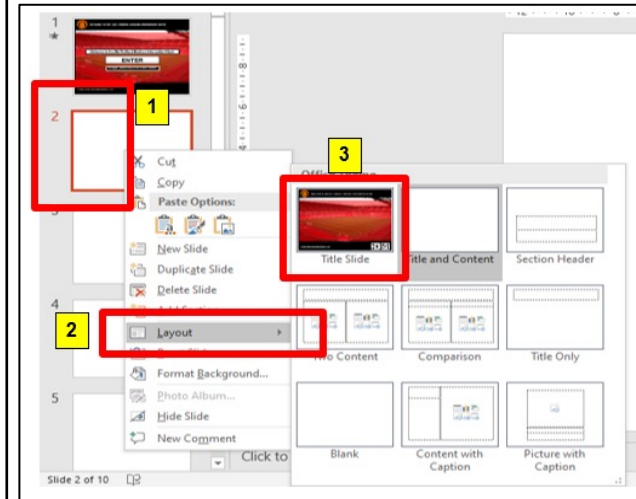 1
2
ENTER
1
3
Cut
Copy
Paste Options:
New Slide
Duplicate Slide
Delete Slide
2
Layout
Format Background...
Photo Album...
Hide Slide
New Comment
Title Slide
Title and Content
Section Header
Two Content
Comparison
Title Only
Blank
Content with
Caption
Picture with
Caption
4
5
Click to
Slide 2 of 10